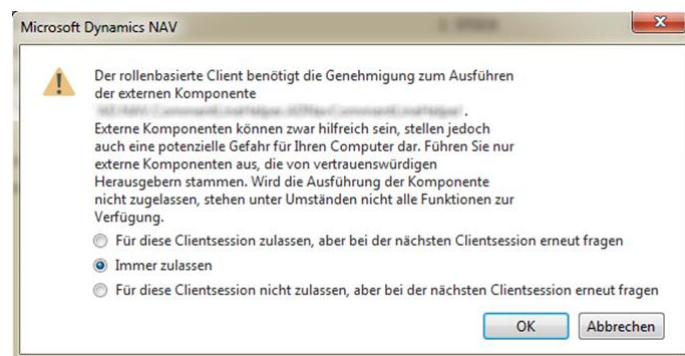 Microsoft Dynamics NAV
Der rollenbasierte Client benötigt die Genehmigung zum Ausführen
der externen Komponente
Externe Komponenten können zwar hilfreich sein, stellen jedoch
auch eine potenzielle Gefahr für Ihren Computer dar. Führen Sie nur
externe Komponenten aus, die von vertrauenswürdigen
Herausgebern stammen. Wird die Ausführung der Komponente
nicht zugelassen, stehen unter Umständen nicht alle Funktionen zur
Verfügung.
Für diese Clientsession zulassen, aber bei der nächsten Clientsession erneut fragen
Immer zulassen
Für diese Clientsession nicht zulassen, aber bei der nächsten Clientsession erneut fragen
OK Abbrechen